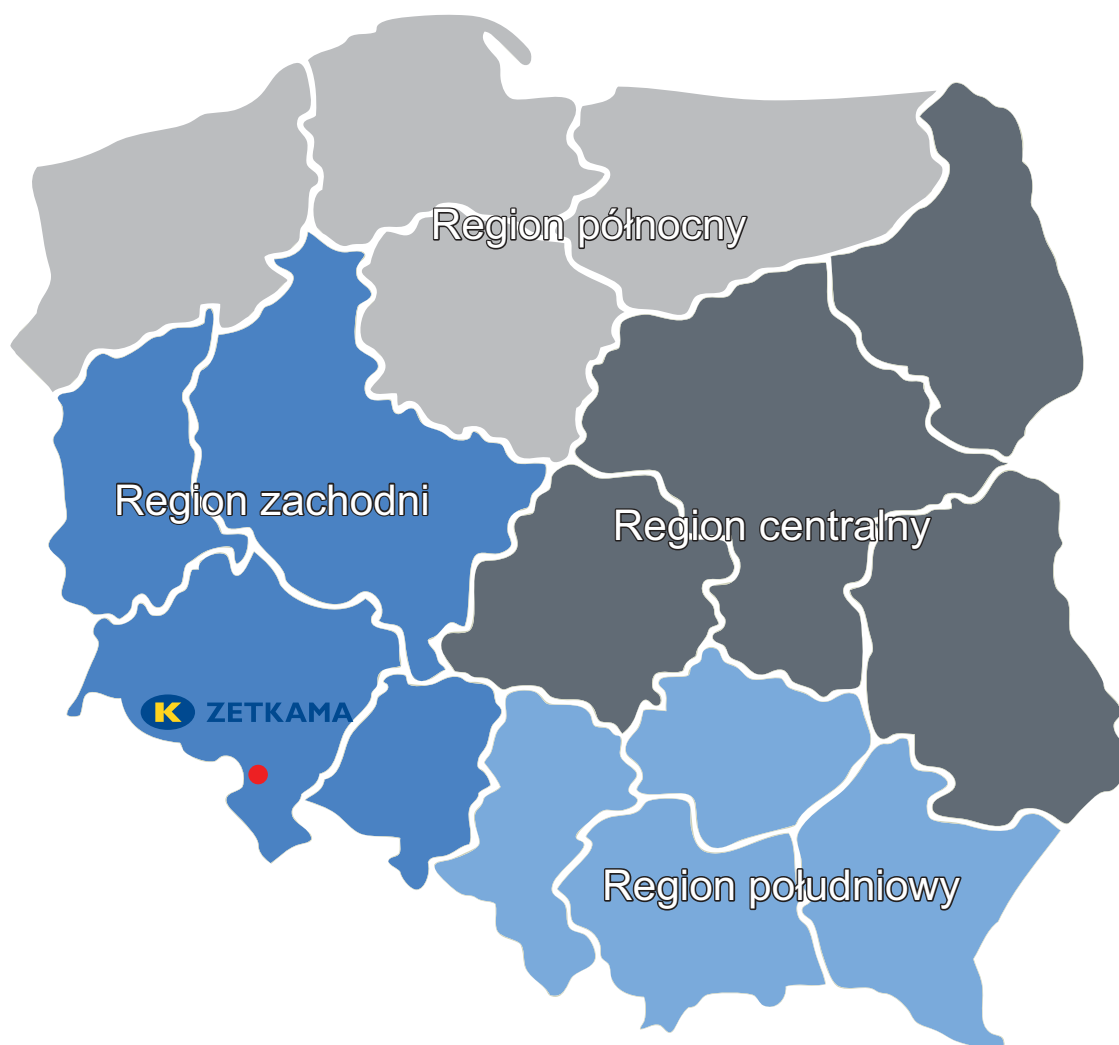 Region północny
Region zachodni
Region centralny
K ZETKAMA
Region południowy